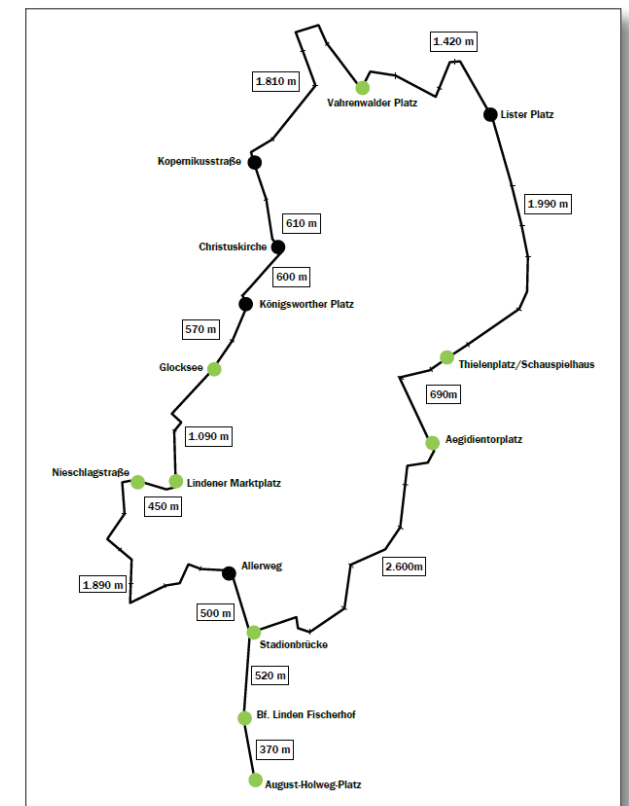 1.420 m
1.810 m
Vahrenwalder Platz
Lister Platz
Kopernikusstraße
1.990 m
610 m
Christuskirche
600 m
Königsworther Platz
570 m
Glocksee
Thielenplatz/Schauspielhaus
690m
1.090 m
Aegidientorplatz
Nieschlagstraße
Lindener Marktplatz
450 m
Allerweg
2.600m
1.890 m
500 m
Stadionbrücke
520 m
Bf. Linden Fischerhof
370 m
August-Holweg-Platz